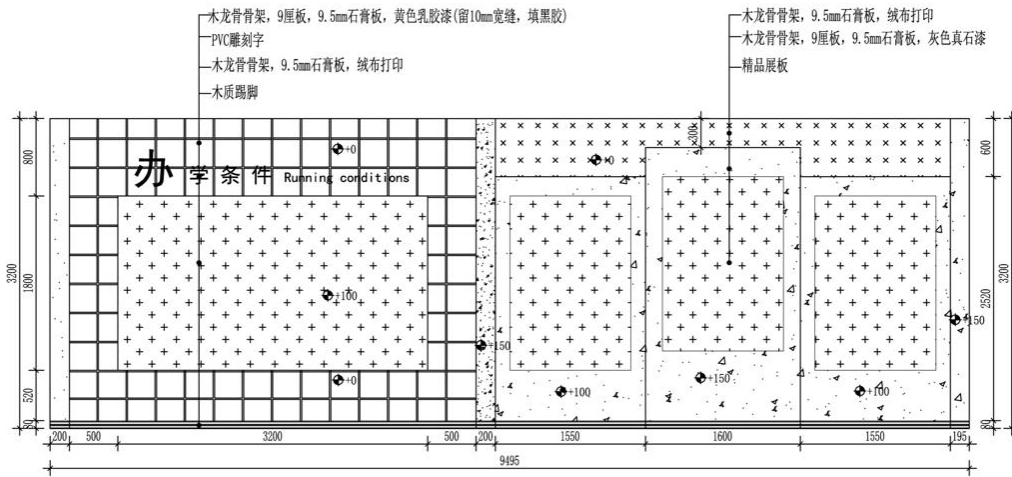 木龙骨骨架，9厘板，9.5mm石膏板，黄色乳胶漆(留10mm宽缝，填黑胶)
PVC雕刻字
木龙骨骨架，9.5mm石膏板，绒布打印
木质踢脚
木龙骨骨架，9.5mm石膏板，绒布打印
木龙骨骨架，9厘板，9.5mm石膏板，灰色真石漆
精品展板
办 学 条 件 Running conditions
+0
+0
300
+100
+0
+150
+100
+150
+100
+150
3200
800
1800
520
80
600
2520
80
3200
200 500 3200 500 200 1550 1600 1550 195
9495